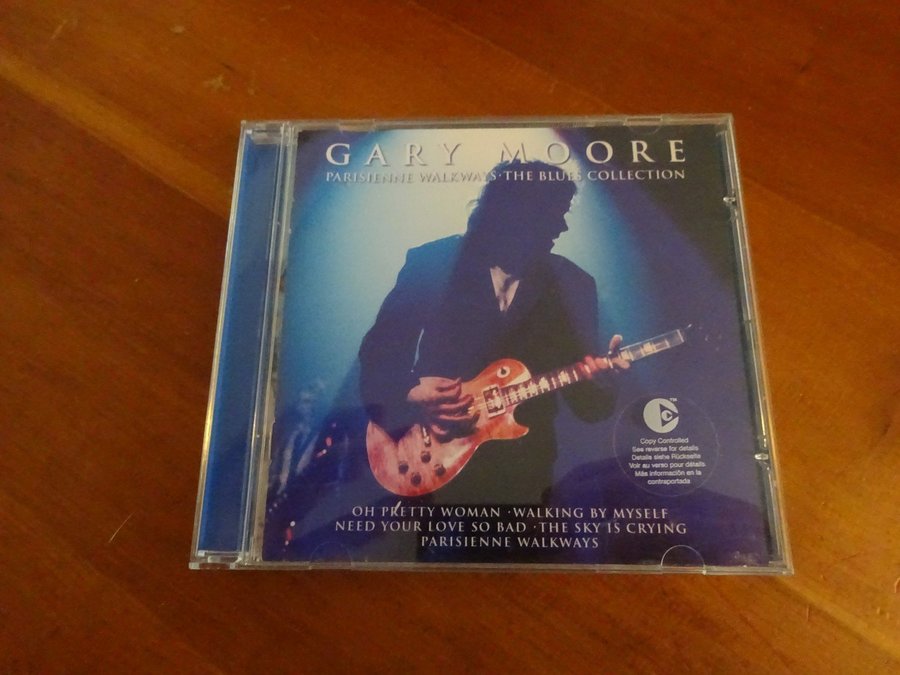 GARY MOORE
PARISIENNE WALKWAYS · THE BLUES COLLECTION
TM
Copy Controlled
See reverse for details
Details siehe Rückseite
Voir au verso pour détails
Más información en la
contraportada
OH PRETTY WOMAN · WALKING BY MYSELF
NEED YOUR LOVE SO BAD · THE SKY IS CRYING
PARISIENNE WALKWAYS